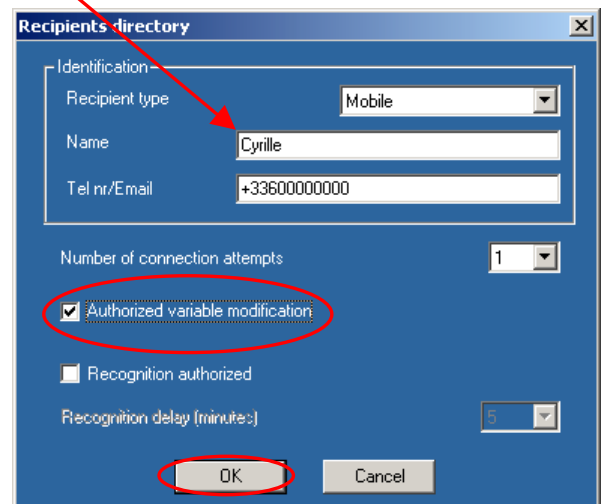 Recipients directory
Identification
Recipient type Mobile
Name Cyrille
Tel nr/Email +33600000000
Number of connection attempts 1
Authorized variable modification
Recognition authorized
Recognition delay (minutes) 5
OK Cancel